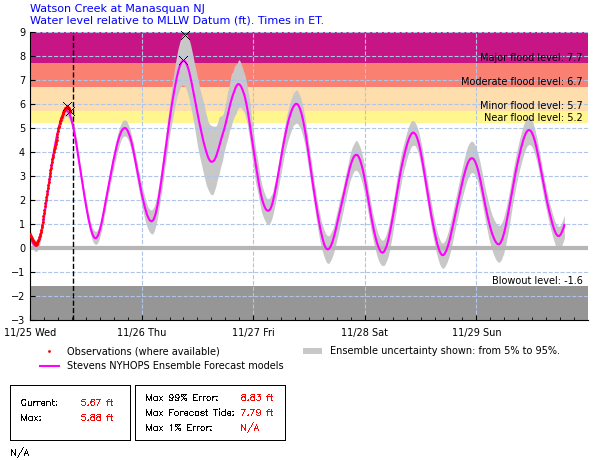 Watson Creek at Manasquan NJ
Water level relative to MLLW Datum (ft). Times in ET.
9
8
Major flood level: 7.7
7
Moderate flood level: 6.7
6
Minor flood level: 5.7
Near flood level: 5.2
5
4
3
2
1
0
−1
Blowout level: -1.6
−2
−3
11/25 Wed 11/26 Thu 11/27 Fri 11/28 Sat 11/29 Sun
Observations (where available) Ensemble uncertainty shown: from 5% to 95%.
Stevens NYHOPS Ensemble Forecast models
Current: 5.67 ft
Max: 5.88 ft
Max 99% Error: 8.83 ft
Max Forecast Tide: 7.79 ft
Max 1% Error: N/A
N/A